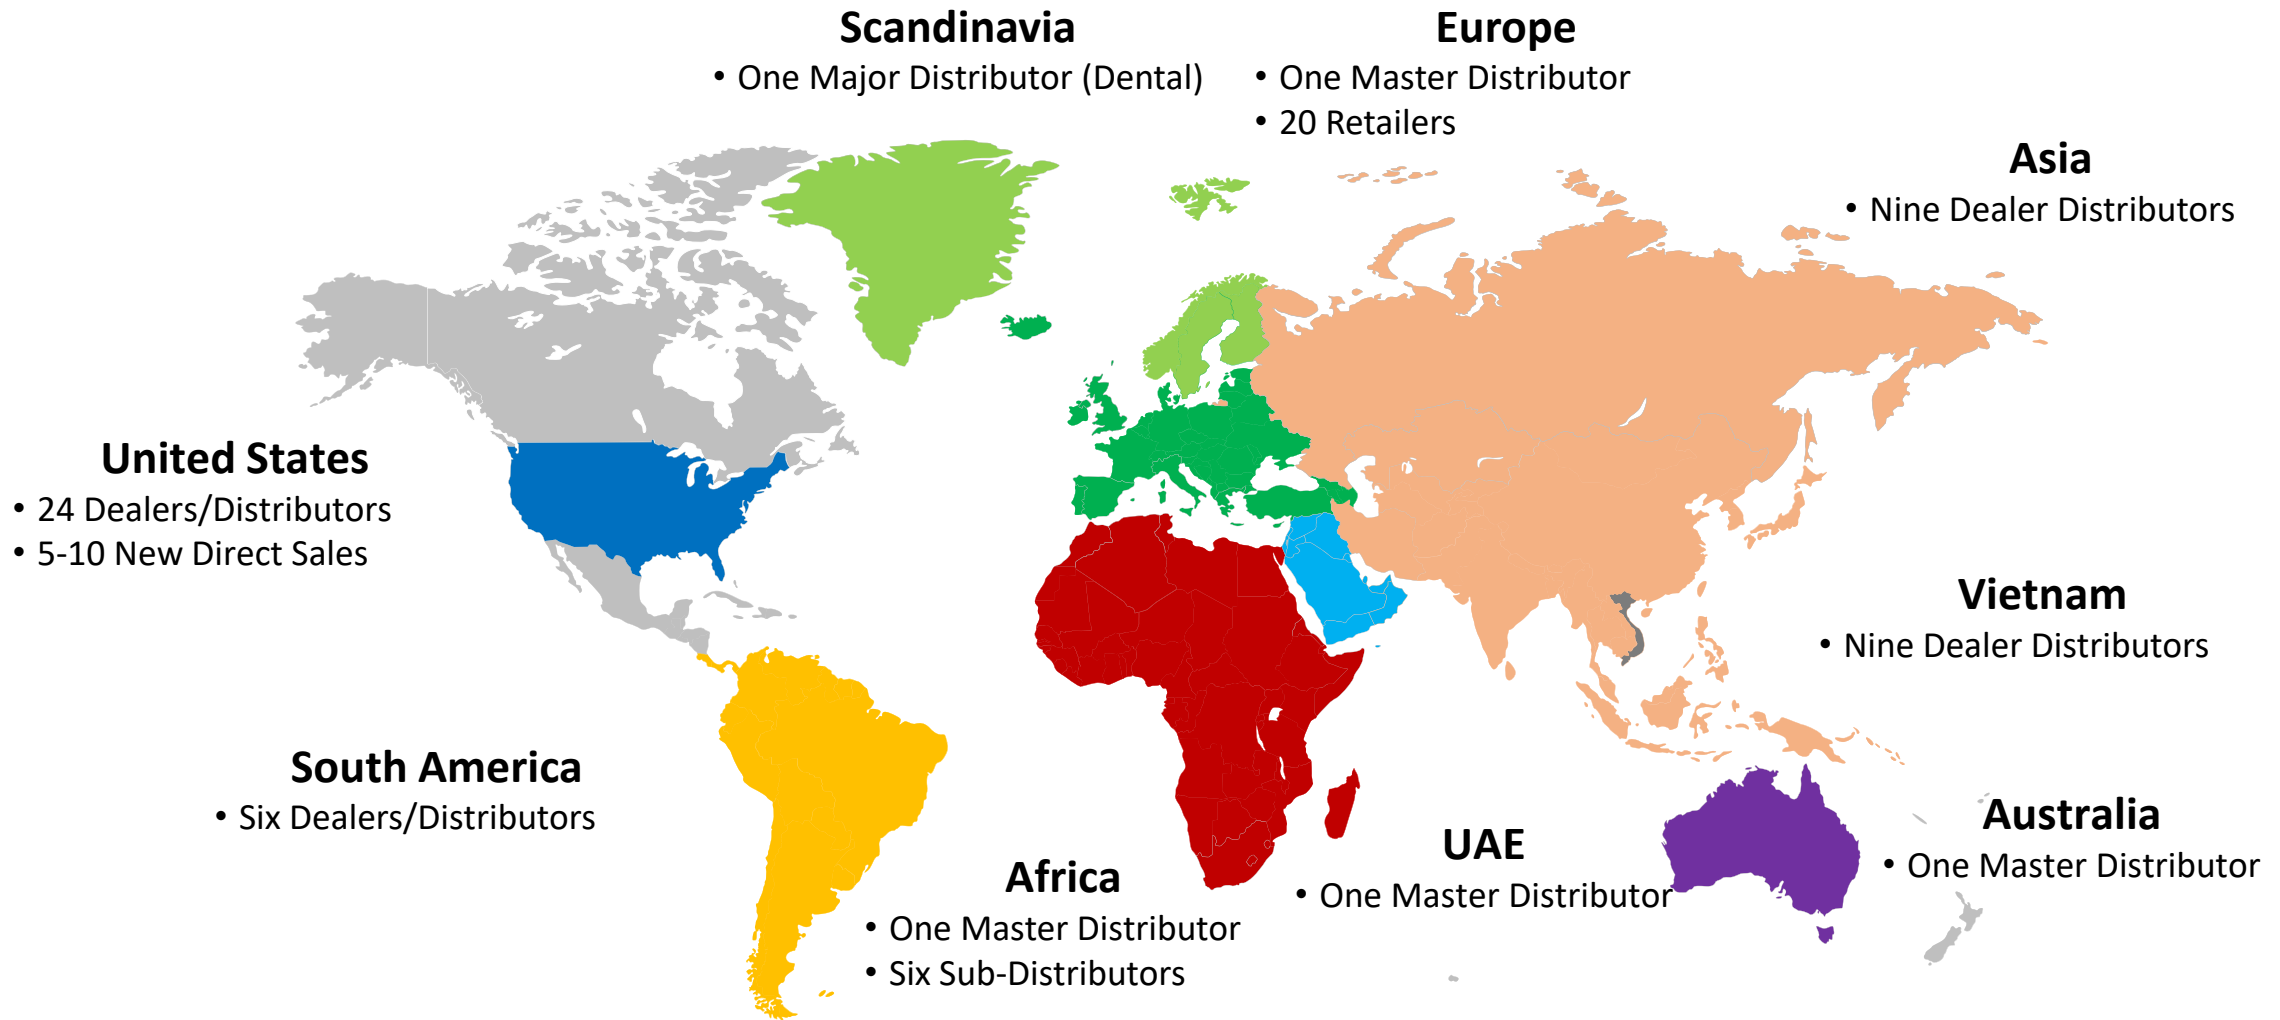 Scandinavia
• One Major Distributor (Dental)
Europe
• One Master Distributor
• 20 Retailers
Asia
• Nine Dealer Distributors
United States
• 24 Dealers/Distributors
• 5-10 New Direct Sales
Vietnam
• Nine Dealer Distributors
South America
• Six Dealers/Distributors
Africa
• One Master Distributor
• Six Sub-Distributors
UAE
• One Master Distributor
Australia
• One Master Distributor